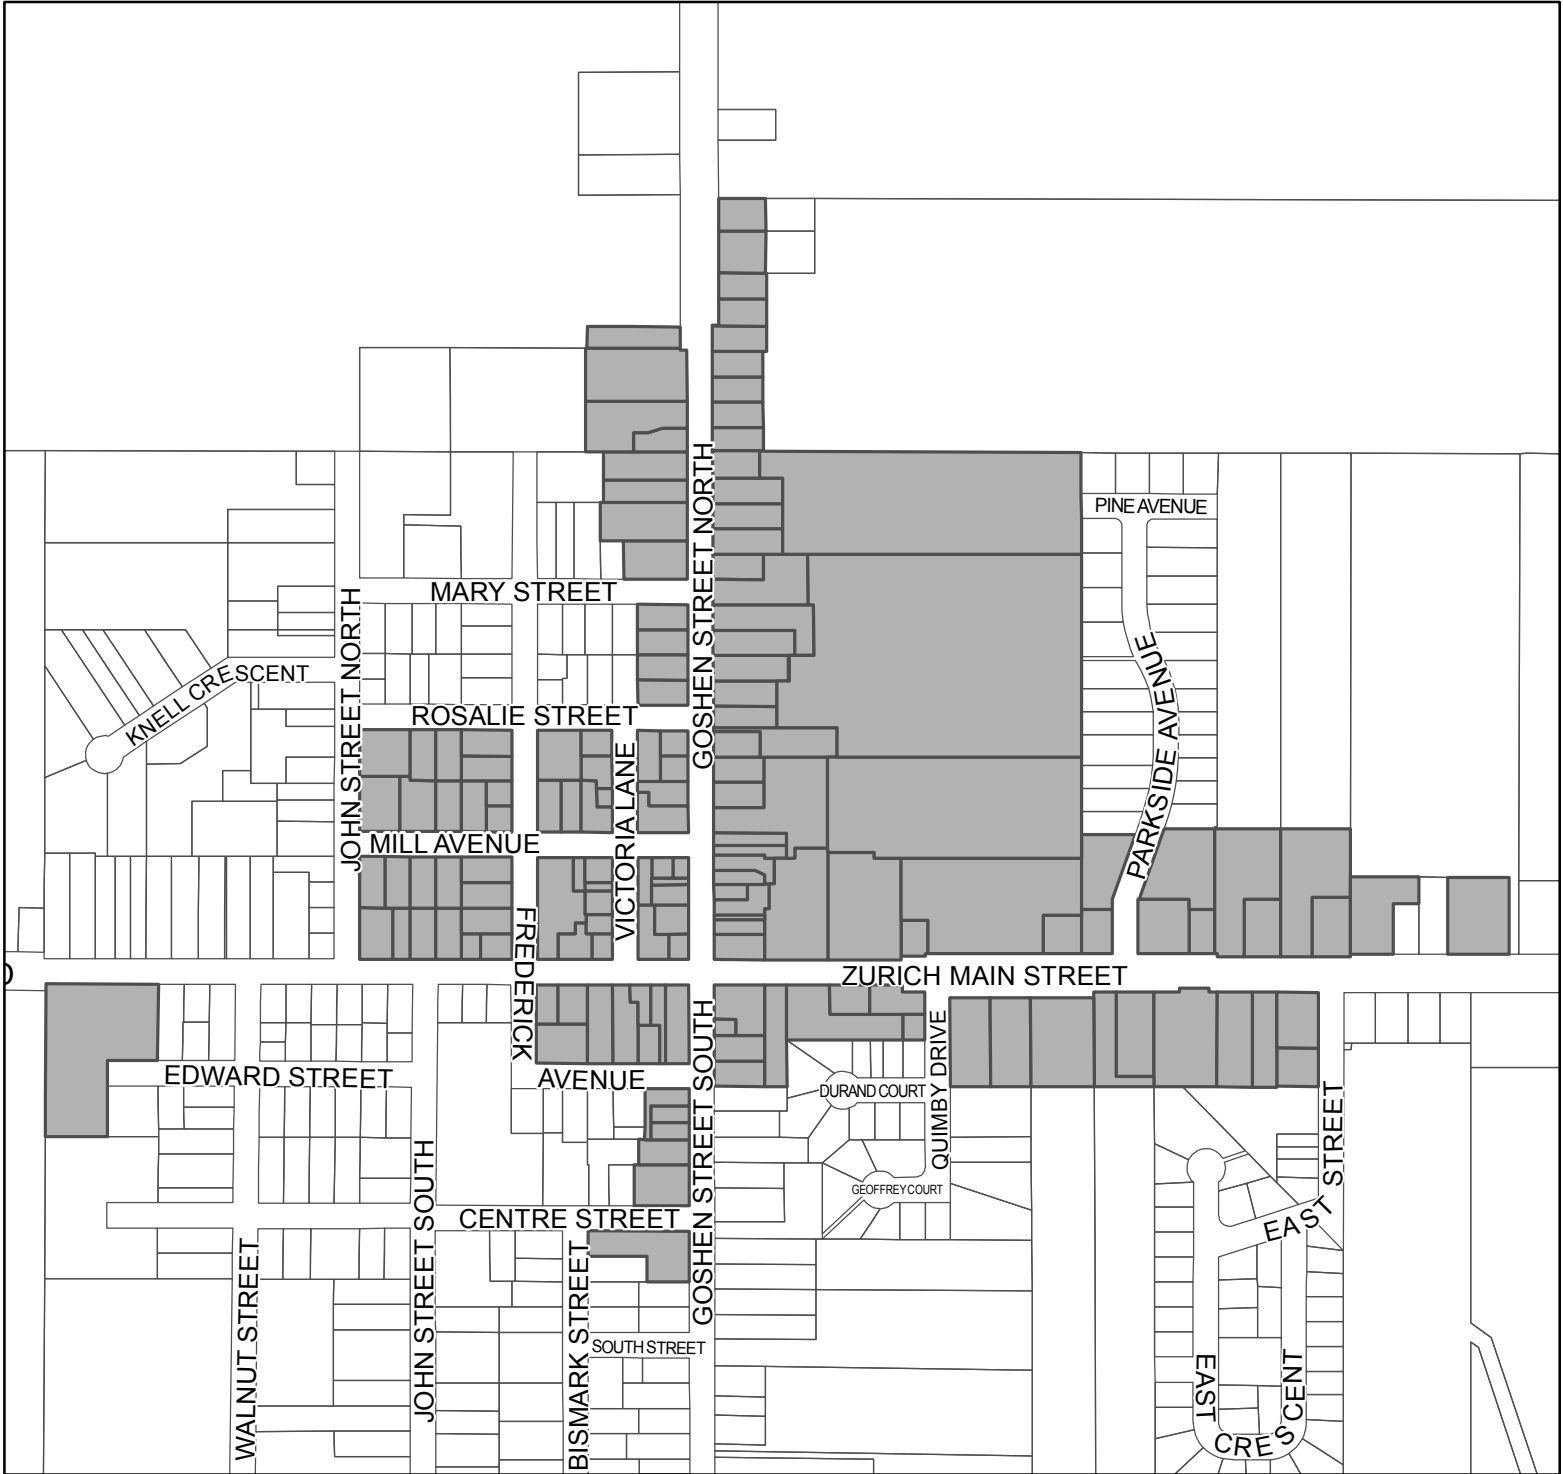 PINE AVENUE
MARY STREET
GOSHEN STREET NORTH
JOHN STREET NORTH
KNELL CRESCENT
PARKSIDE AVENUE
ROSALIE STREET
VICTORIA LANE
MILL AVENUE
FREDERICK
ZURICH MAIN STREET
EDWARD STREET
AVENUE
GOSHEN STREET SOUTH
DURAND COURT
QUIMBY DRIVE
GEOFFREY COURT
EAST
STREET
JOHN STREET SOUTH
CENTRE STREET
WALNUT STREET
BISMARK STREET
SOUTH STREET
EAST
CRESCENT